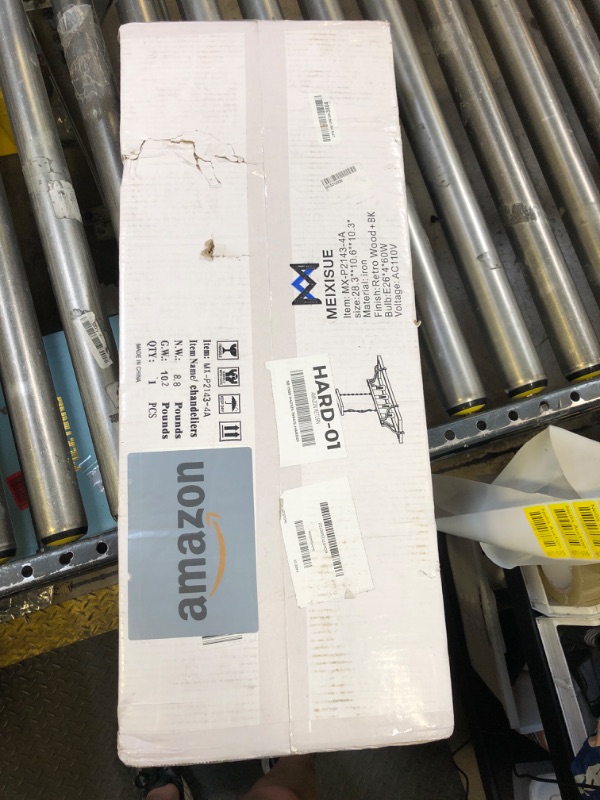 MEIXISUE
Item: MX-P2143-4A
size:28.3"*10.6"*10.3"
Material: iron
Finish:Retro Wood+BK
Bulb:E26*4*60W
Voltage: AC110V
HARD-01
Item: MX-P2143-4A
Item Name/ chandeliers
N.W.: 8.8 Pounds
G.W.: 10.2 Pounds
QTY: 1 PCS
MADE IN CHINA
amazon